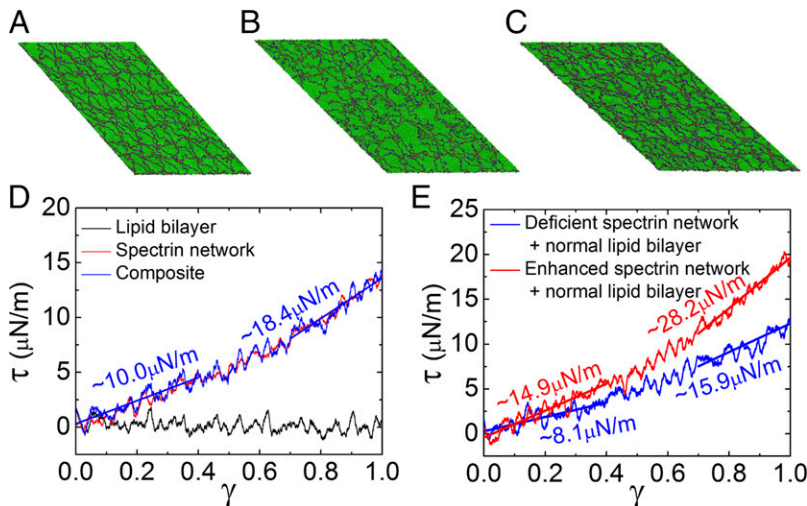 A
B
C
D
20
15
10
5
0
τ (μN/m)
Lipid bilayer
Spectrin network
Composite
~10.0μN/m
~18.4μN/m
0.0 0.2 0.4 0.6 0.8 1.0
γ
E
25
20
15
10
5
0
τ (μN/m)
Deficient spectrin network
+ normal lipid bilayer
Enhanced spectrin network
+ normal lipid bilayer
~28.2μN/m
~14.9μN/m
~15.9μN/m
~8.1μN/m
0.0 0.2 0.4 0.6 0.8 1.0
γ